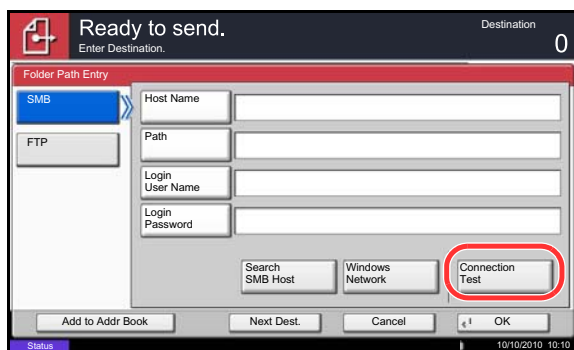 Ready to send.
Destination
Enter Destination.
0
Folder Path Entry
SMB
Host Name
FTP
Path
Login
User Name
Login
Password
Search
SMB Host
Windows
Network
Connection
Test
Add to Addr Book
Next Dest.
Cancel
OK
Status
10/10/2010 10:10